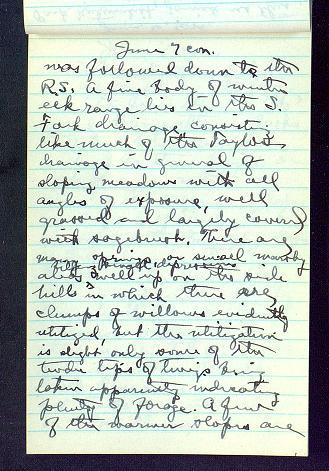 June 7 con.
was followed down to the
R.S. A fine body of winter
elk range lies in the S.
Fork drainage consisting
like much of the Taylor
drainage in general of
sloping meadows with all
angles of exposure, well
grassed and largely covered
with sagebrush. There are
many springs or small marshy
areas well up on the side
hills in which there are
clumps of willows evidently
utilized, but the utilization
is slight only some of the
tender tips of twigs being
taken apparently indicating
plenty of forage. A few
of the warmer slopes are